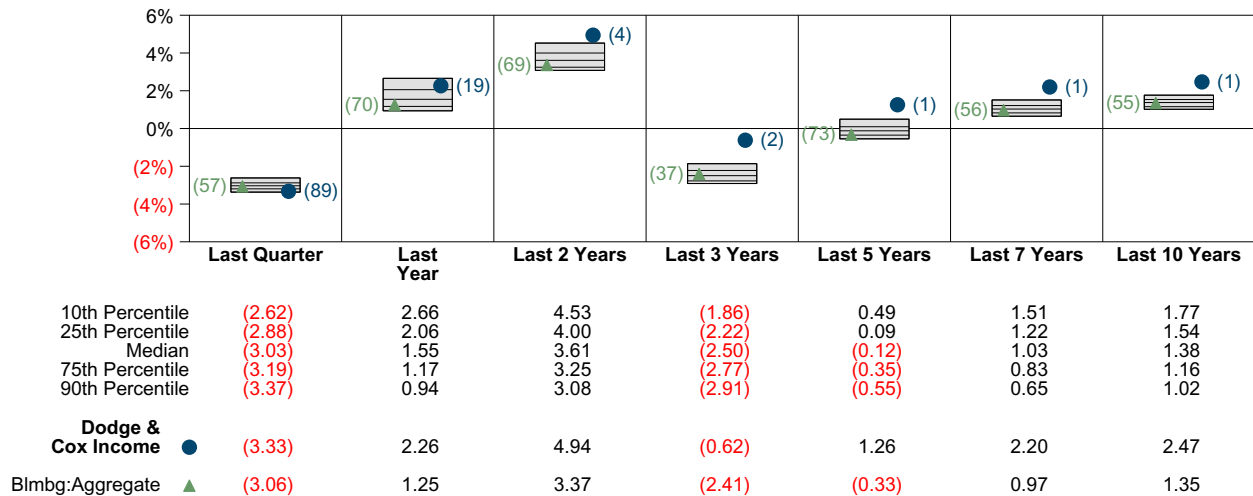 6%
4%
2%
0%
(2%)
(4%)
(6%)
(57) (89)
(70) (19)
(69) (4)
(37) (2)
(73) (1)
(56) (1)
(55) (1)
Last Quarter Last Year Last 2 Years Last 3 Years Last 5 Years Last 7 Years Last 10 Years
10th Percentile (2.62) 2.66 4.53 (1.86) 0.49 1.51 1.77
25th Percentile (2.88) 2.06 4.00 (2.22) 0.09 1.22 1.54
Median (3.03) 1.55 3.61 (2.50) (0.12) 1.03 1.38
75th Percentile (3.19) 1.17 3.25 (2.77) (0.35) 0.83 1.16
90th Percentile (3.37) 0.94 3.08 (2.91) (0.55) 0.65 1.02
Dodge &
Cox Income (3.33) 2.26 4.94 (0.62) 1.26 2.20 2.47
Blmbg:Aggregate (3.06) 1.25 3.37 (2.41) (0.33) 0.97 1.35